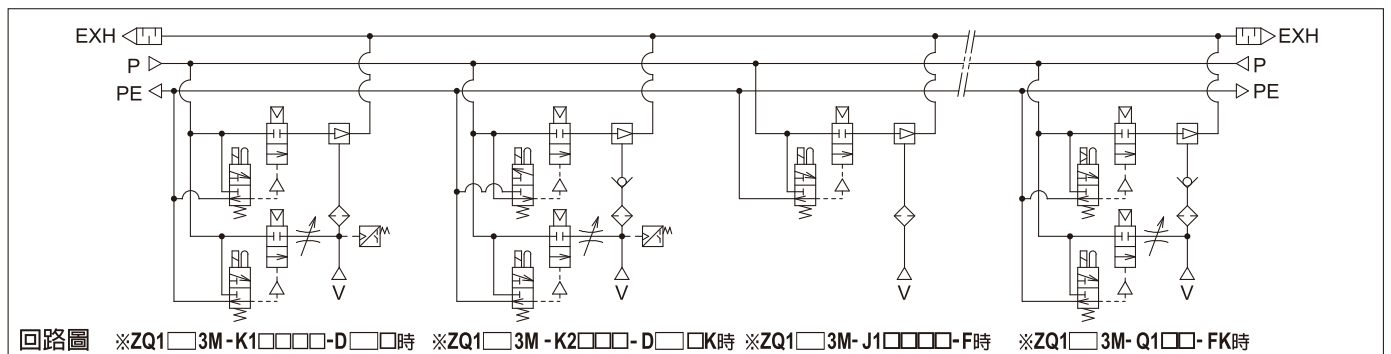 EXH EXH
P P
PE PE
V V V V
回路圖 ※ZQ1□3M-K1□□□□-D□□時 ※ZQ1□3M-K2□□□-D□□K時 ※ZQ1□3M-J1□□□□-F時 ※ZQ1□3M-Q1□□-FK時